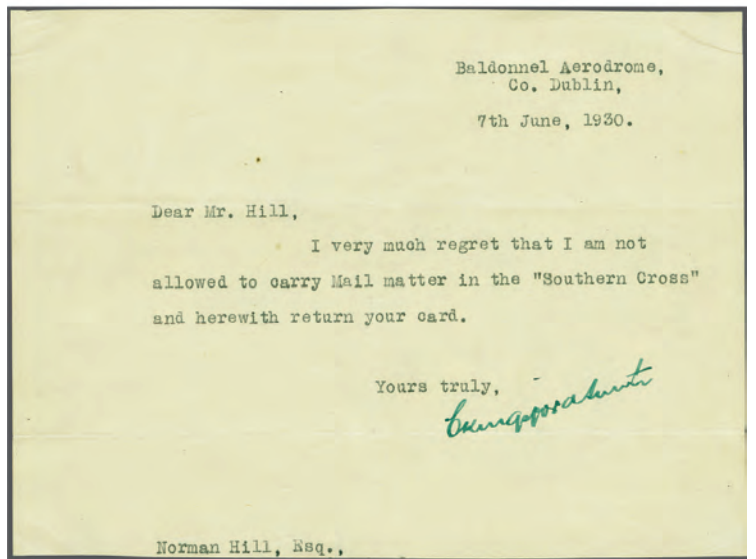 Baldonnel Aerodrome,
Co. Dublin,
7th June, 1930.
Dear Mr. Hill,
I very much regret that I am not
allowed to carry Mail matter in the "Southern Cross"
and herewith return your card.
Yours truly,
Norman Hill, Esq.,